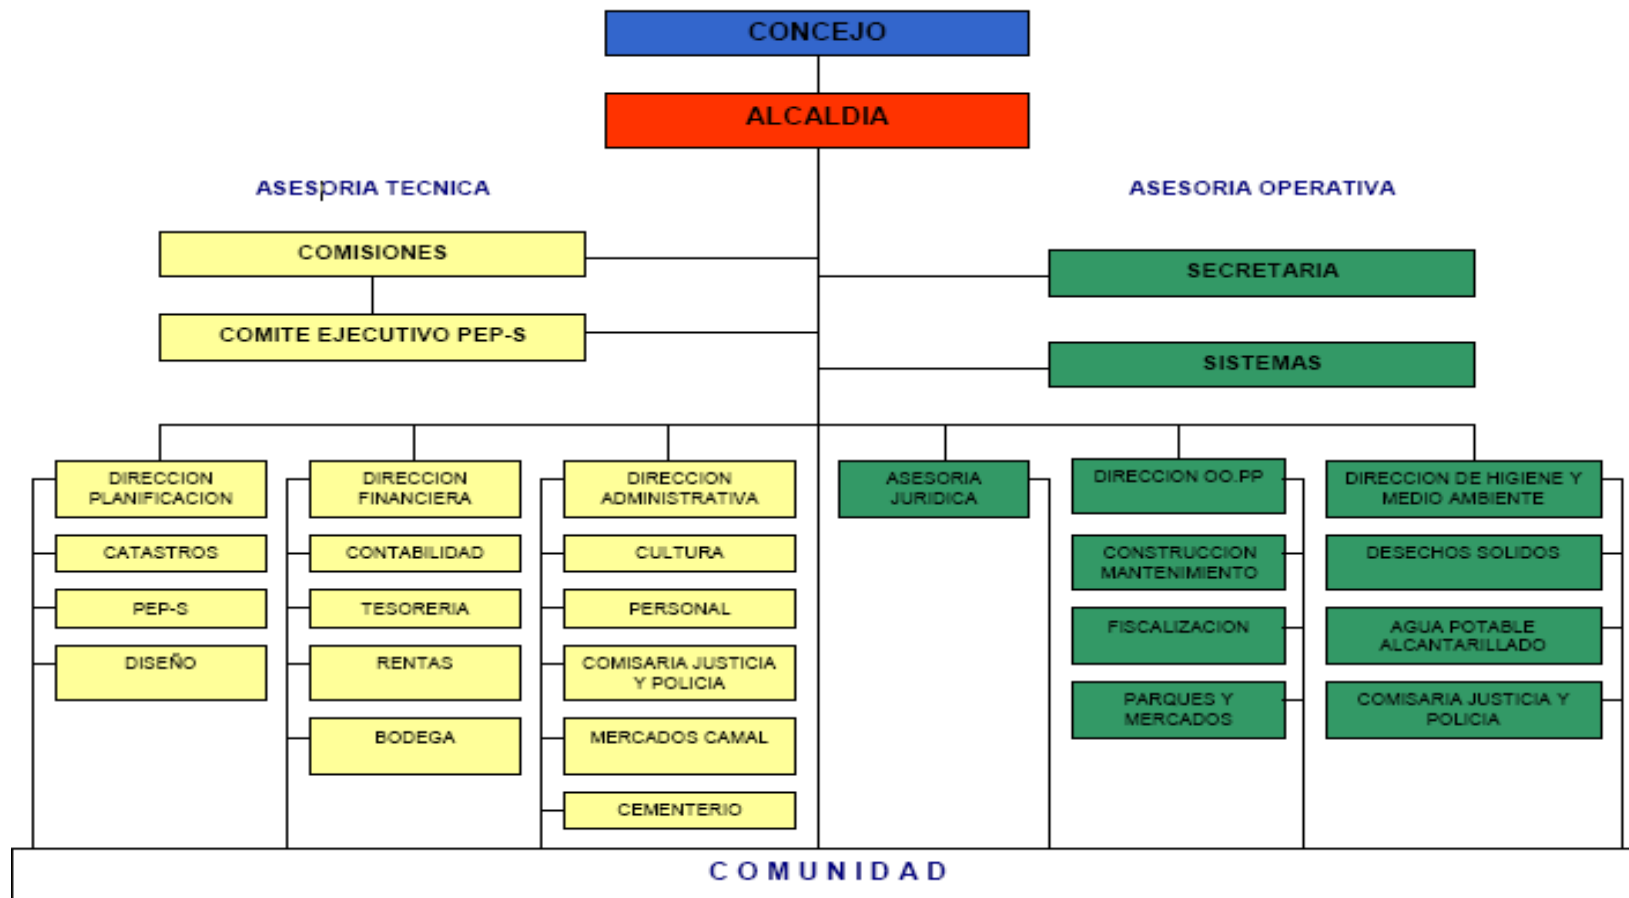 CONCEJO
ALCALDIA
ASESORIA TECNICA
ASESORIA OPERATIVA
COMISIONES
SECRETARIA
COMITE EJECUTIVO PEP-S
SISTEMAS
DIRECCION
PLANIFICACION
CATASTROS
PEP-S
DISEÑO
DIRECCION
FINANCIERA
CONTABILIDAD
TESORERIA
RENTAS
BODEGA
DIRECCION
ADMINISTRATIVA
CULTURA
PERSONAL
COMISARIA JUSTICIA
Y POLICIA
MERCADOS CAMAL
CEMENTERIO
ASESORIA
JURIDICA
DIRECCION OO.PP
CONSTRUCCION
MANTENIMIENTO
FISCALIZACION
PARQUES Y
MERCADOS
DIRECCION DE HIGIENE Y
MEDIO AMBIENTE
DESECHOS SOLIDOS
AGUA POTABLE
ALCANTARILLADO
COMISARIA JUSTICIA Y
POLICIA
COMUNIDAD